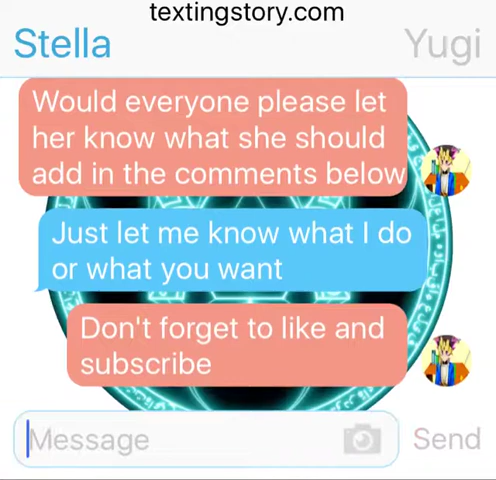 textingstory.com
Stella
Yugi
Would everyone please let
her know what she should
add in the comments below
Just let me know what I do
or what you want
Don't forget to like and
subscribe
Message
Send